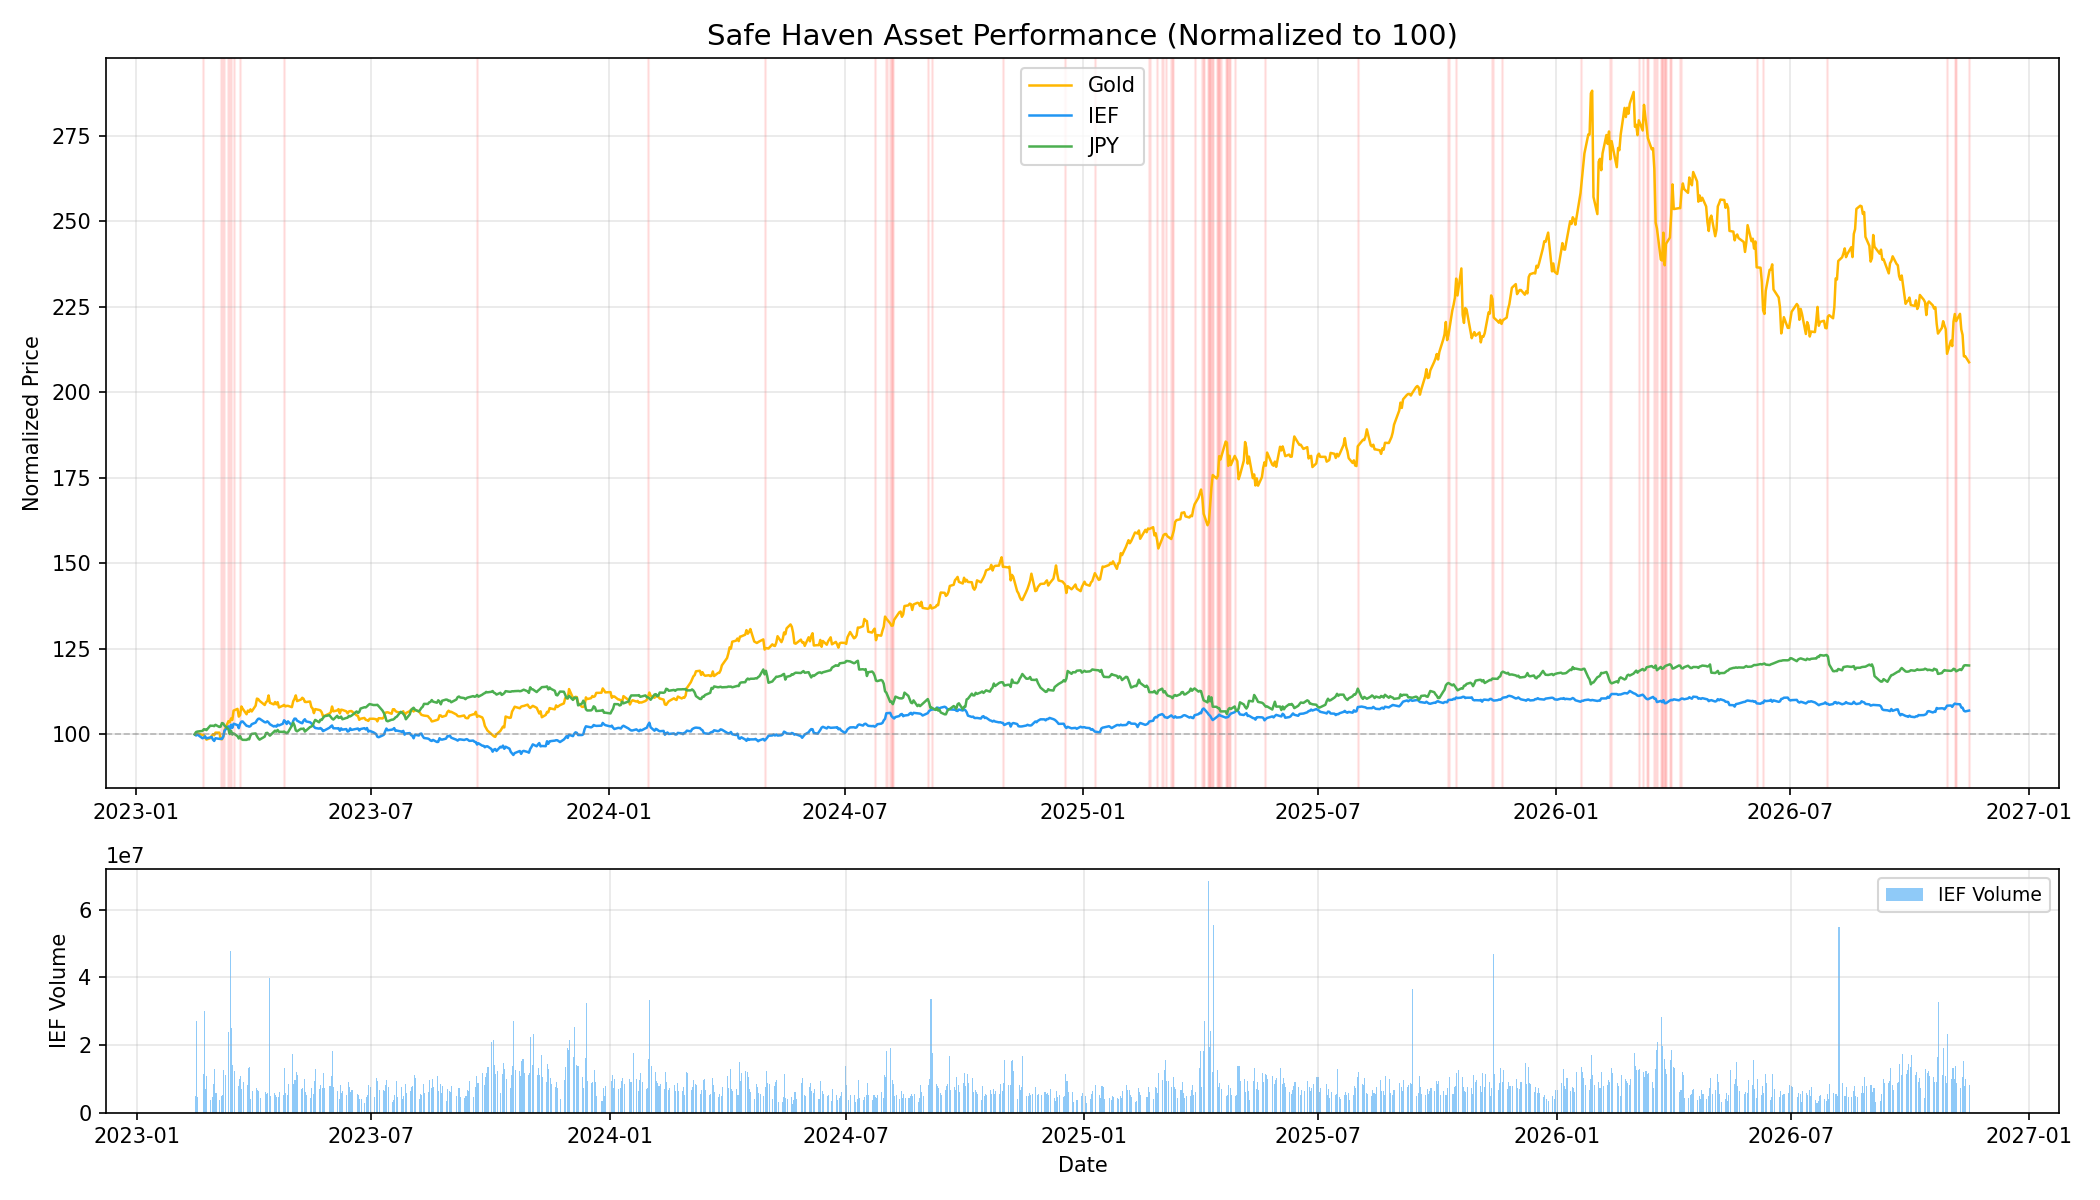 Safe Haven Asset Performance (Normalized to 100)
Gold
IEF
JPY
Normalized Price
275
250
225
200
175
150
125
100
2023-01 2023-07 2024-01 2024-07 2025-01 2025-07 2026-01 2026-07 2027-01
1e7
IEF Volume
IEF Volume
6
4
2
0
2023-01 2023-07 2024-01 2024-07 2025-01 2025-07 2026-01 2026-07 2027-01
Date